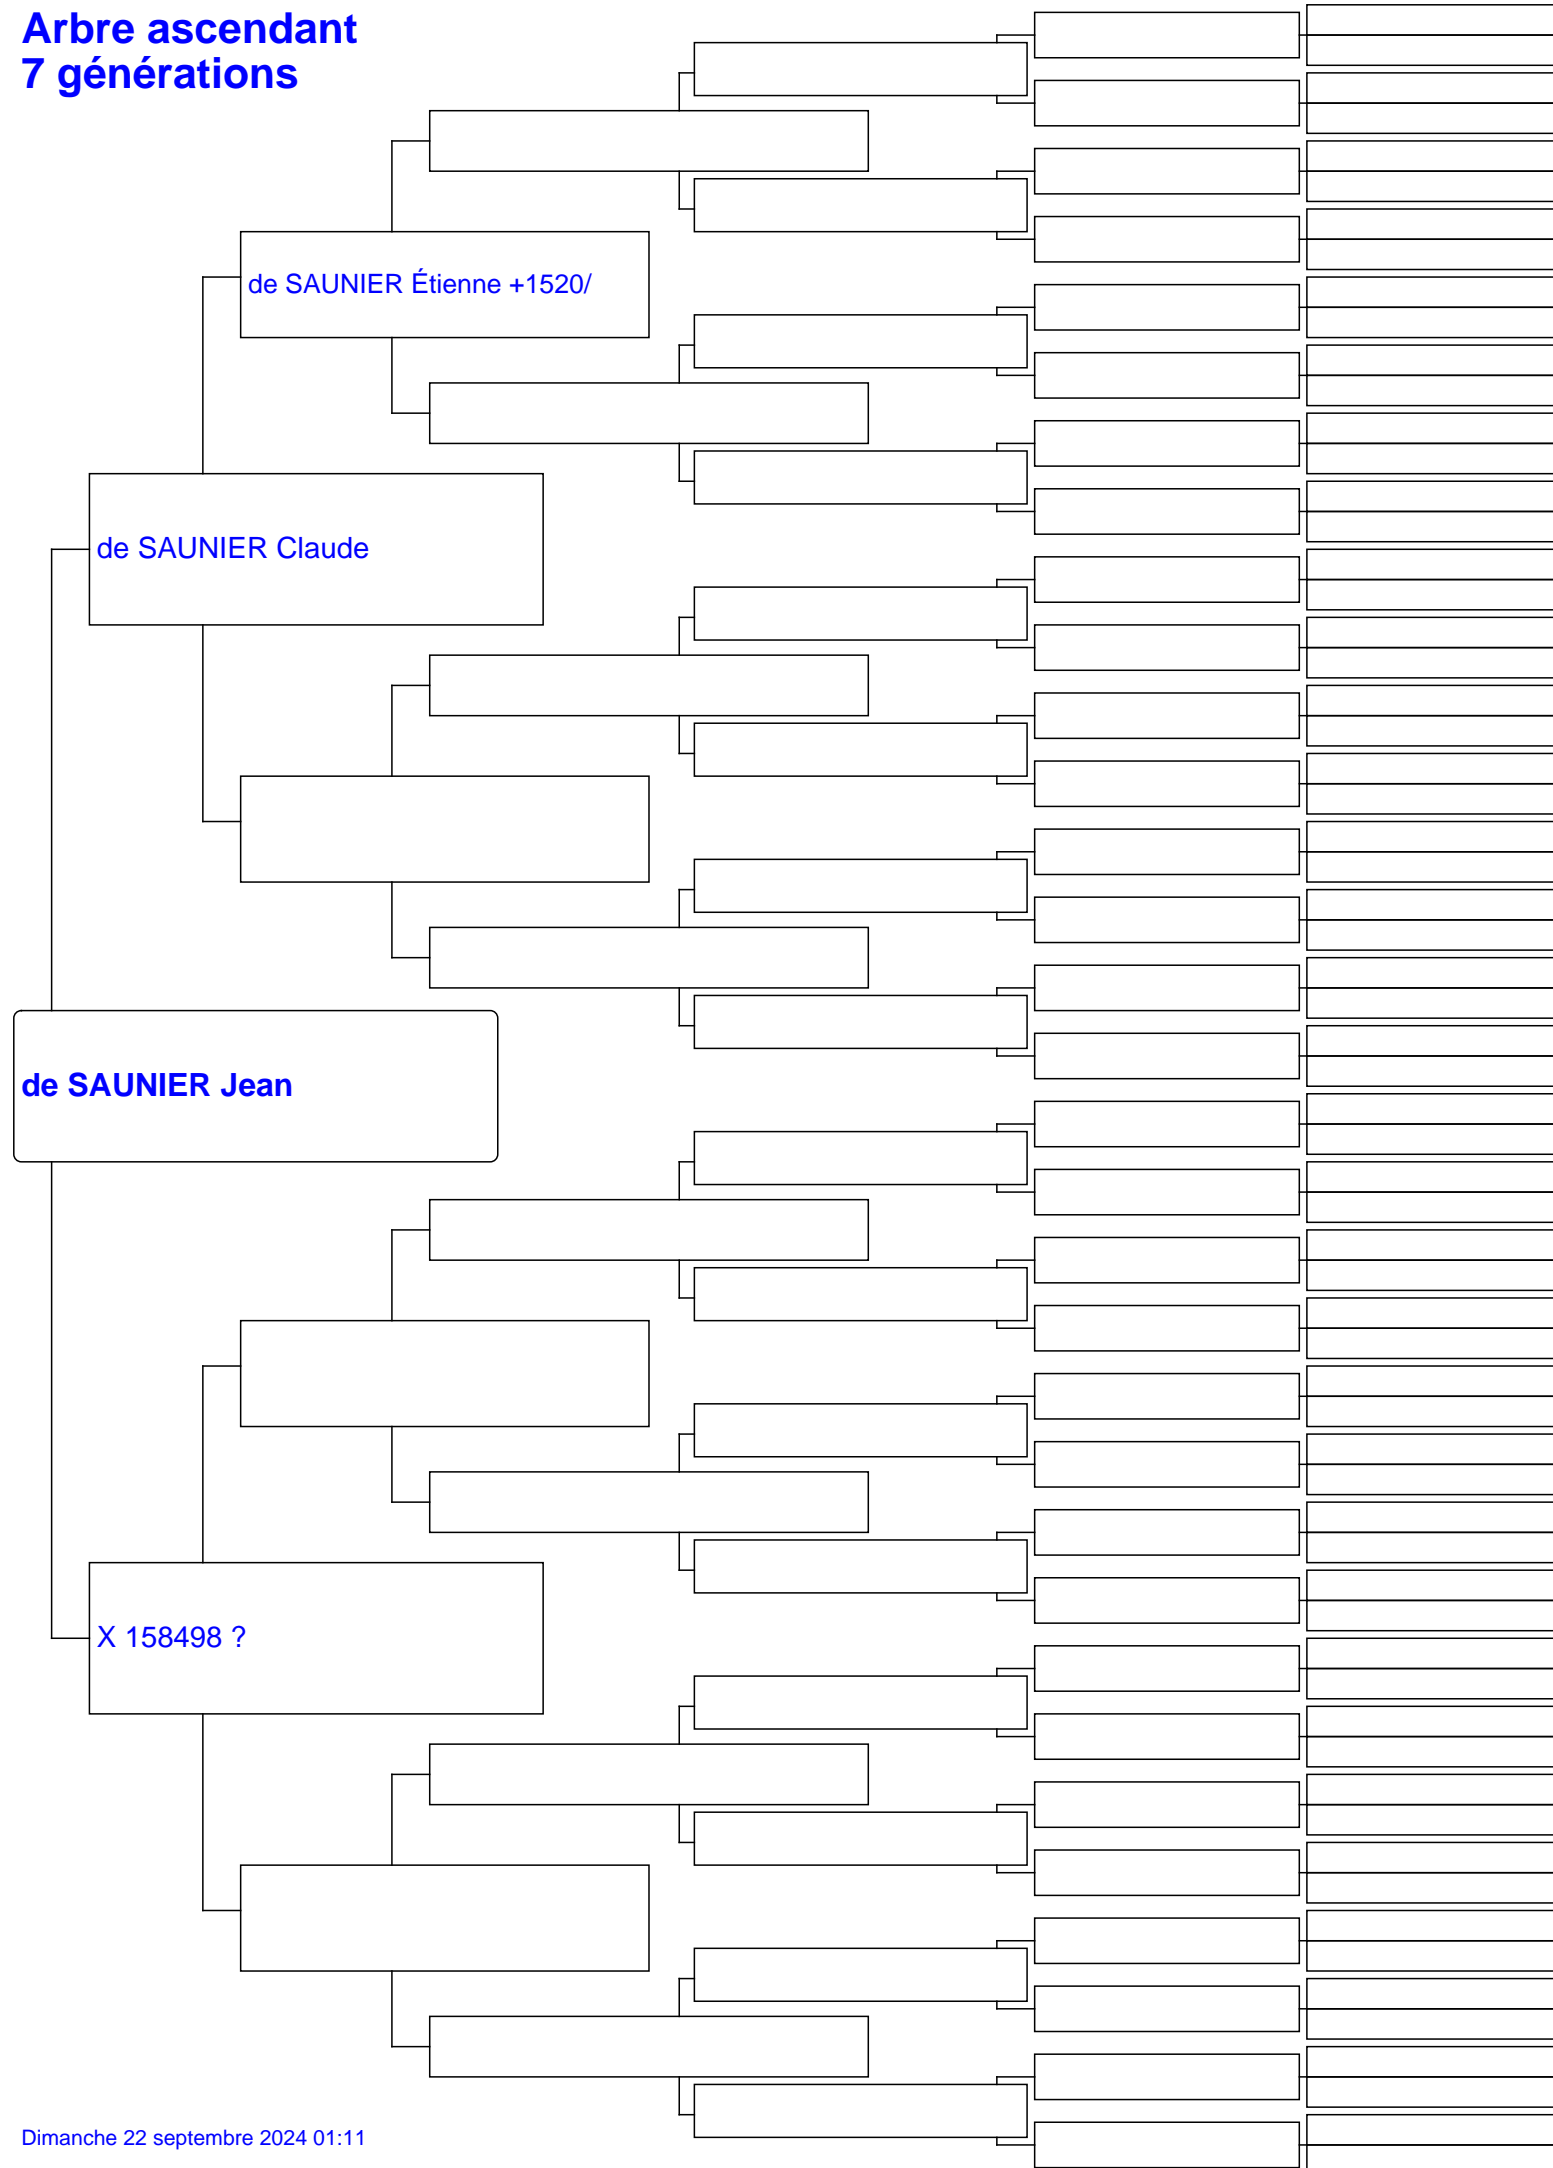 Arbre ascendant
7 générations
de SAUNIER Étienne +1520/
de SAUNIER Claude
de SAUNIER Jean
X 158498 ?
Dimanche 22 septembre 2024 01:11